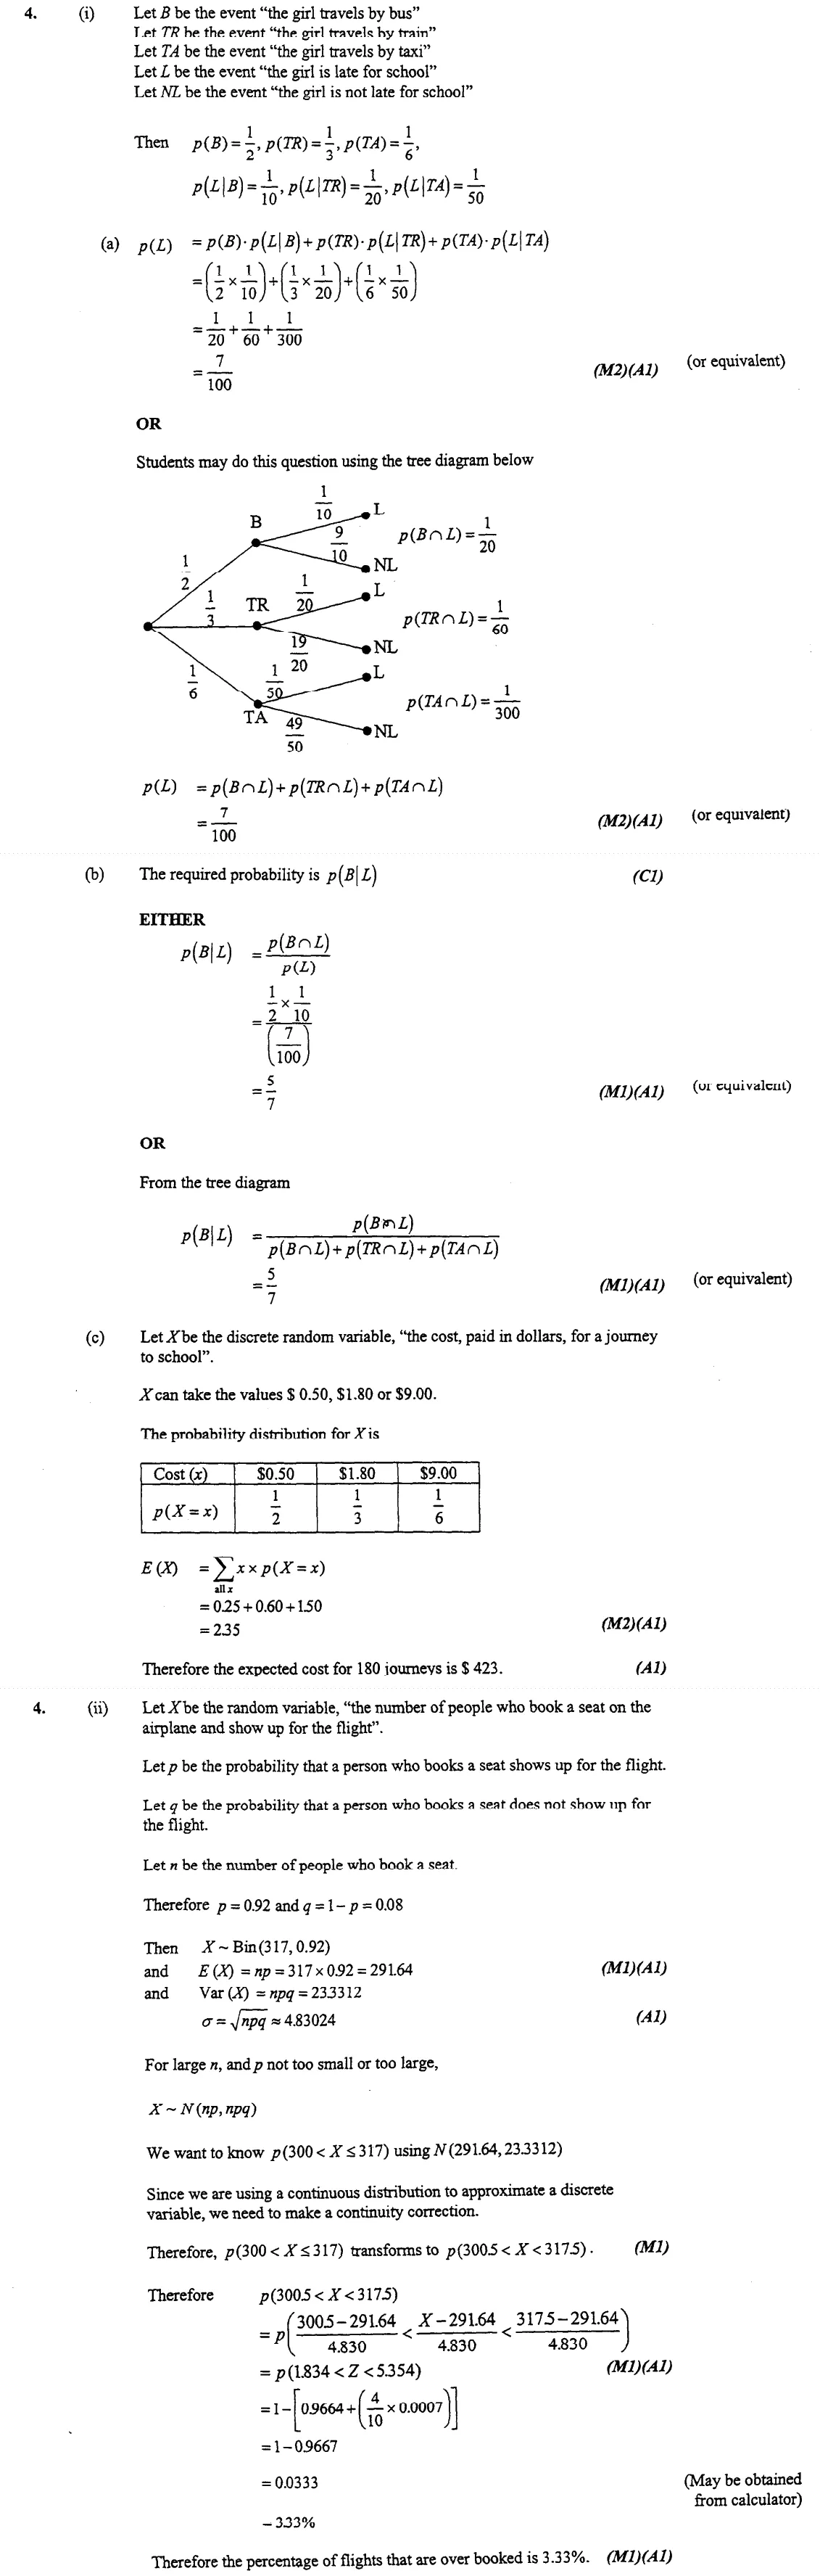 4. (i) Let B be the event “the girl travels by bus”
Let TR be the event “the girl travels by train”
Let TA be the event “the girl travels by taxi”
Let L be the event “the girl is late for school”
Let NL be the event “the girl is not late for school”
Then p(B) = 1/2, p(TR) = 1/3, p(TA) = 1/6,
p(L|B) = 1/10, p(L|TR) = 1/20, p(L|TA) = 1/50
(a) p(L) = p(B)·p(L|B) + p(TR)·p(L|TR) + p(TA)·p(L|TA)
= (1/2 × 1/10) + (1/3 × 1/20) + (1/6 × 1/50)
= 1/20 + 1/60 + 1/300
= 7/100 (M2)(A1) (or equivalent)
OR
Students may do this question using the tree diagram below
1/2 B 1/10 L p(B∩L) = 1/20
9/10 NL
1/3 TR 1/20 L p(TR∩L) = 1/60
19/20 NL
1/6 TA 1/50 L p(TA∩L) = 1/300
49/50 NL
p(L) = p(B∩L) + p(TR∩L) + p(TA∩L)
= 7/100 (M2)(A1) (or equivalent)
(b) The required probability is p(B|L) (C1)
EITHER
p(B|L) = p(B∩L)/p(L)
= (1/2 × 1/10)/(7/100)
= 5/7 (M1)(A1) (or equivalent)
OR
From the tree diagram
p(B|L) = p(B∩L)/(p(B∩L) + p(TR∩L) + p(TA∩L))
= 5/7 (M1)(A1) (or equivalent)
(c) Let X be the discrete random variable, “the cost, paid in dollars, for a journey
to school”.
X can take the values $ 0.50, $1.80 or $9.00.
The probability distribution for X is
Cost (x) $0.50 $1.80 $9.00
p(X = x) 1/2 1/3 1/6
E (X) = ∑ x × p(X = x)
all x
= 0.25 + 0.60 + 1.50
= 2.35 (M2)(A1)
Therefore the expected cost for 180 journeys is $ 423. (A1)
4. (ii) Let X be the random variable, “the number of people who book a seat on the
airplane and show up for the flight”.
Let p be the probability that a person who books a seat shows up for the flight.
Let q be the probability that a person who books a seat does not show up for
the flight.
Let n be the number of people who book a seat.
Therefore p = 0.92 and q = 1 − p = 0.08
Then X ~ Bin(317, 0.92)
and E (X) = np = 317 × 0.92 = 291.64 (M1)(A1)
and Var (X) = npq = 23.3312
σ = √npq ≈ 4.83024 (A1)
For large n, and p not too small or too large,
X ~ N(np, npq)
We want to know p(300 < X ≤ 317) using N(291.64, 23.3312)
Since we are using a continuous distribution to approximate a discrete
variable, we need to make a continuity correction.
Therefore, p(300 < X ≤ 317) transforms to p(300.5 < X < 317.5). (M1)
Therefore p(300.5 < X < 317.5)
= p((300.5 − 291.64)/4.830 < (X − 291.64)/4.830 < (317.5 − 291.64)/4.830)
= p(1.834 < Z < 5.354) (M1)(A1)
= 1 − [0.9664 + (4/10 × 0.0007)]
= 1 − 0.9667
= 0.0333 (May be obtained
from calculator)
= 3.33%
Therefore the percentage of flights that are over booked is 3.33%. (M1)(A1)